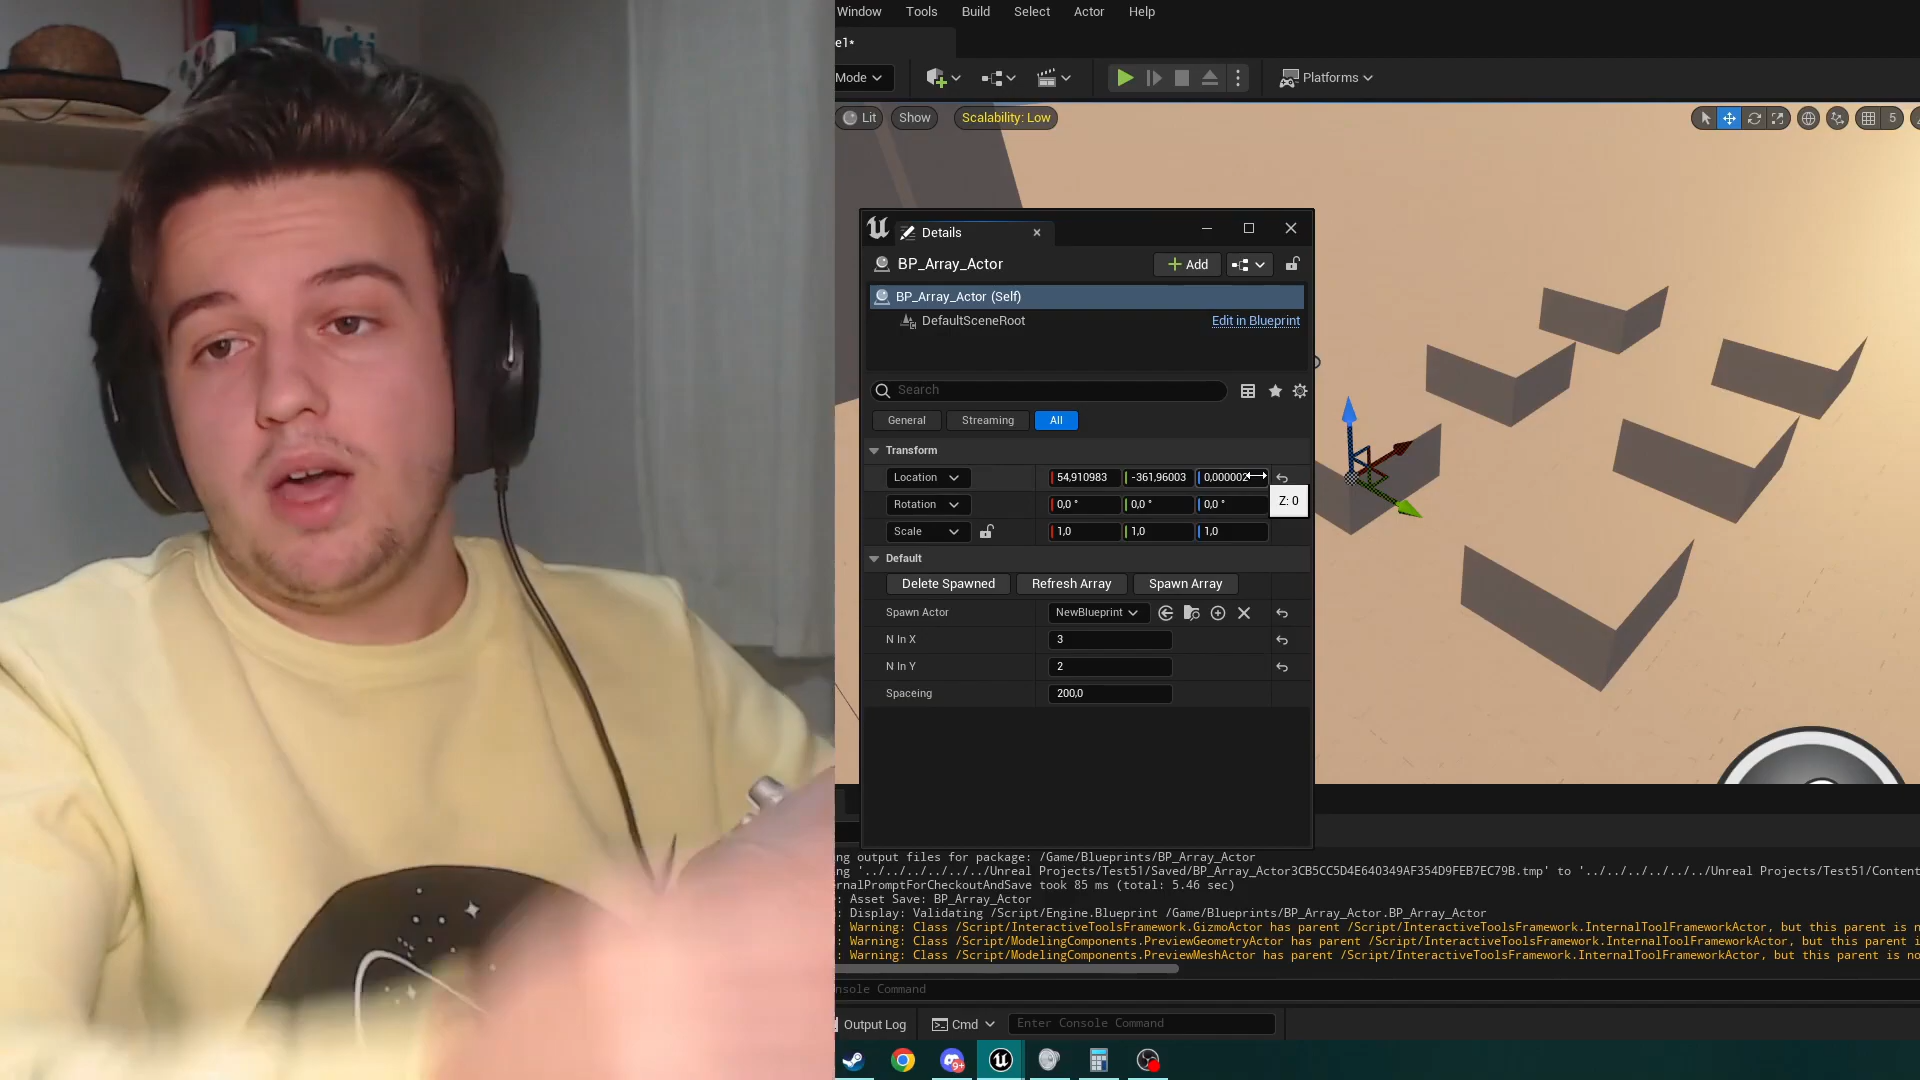 Window Tools Build Select Actor Help
el*
Mode
Platforms
Lit Show Scalability: Low
5
Details
BP_Array_Actor
Add
BP_Array_Actor (Self)
DefaultSceneRoot Edit in Blueprint
Search
General Streaming All
Transform
Location 54,910983 -361,96003 0,000002
Z: 0
Rotation 0,0 ° 0,0 ° 0,0 °
Scale 1,0 1,0 1,0
Default
Delete Spawned Refresh Array Spawn Array
Spawn Actor NewBlueprint
N In X 3
N In Y 2
Spaceing 200,0
ng output files for package: /Game/Blueprints/BP_Array_Actor
ng '../../../../../../Unreal Projects/Test51/Saved/BP_Array_Actor3CB5CC5D4E640349AF354D9FEB7EC79B.tmp' to '../../../../../../Unreal Projects/Test51/Content
rnalPromptForCheckoutAndSave took 85 ms (total: 5.46 sec)
: Asset Save: BP_Array_Actor
: Display: Validating /Script/Engine.Blueprint /Game/Blueprints/BP_Array_Actor.BP_Array_Actor
: Warning: Class /Script/InteractiveToolsFramework.GizmoActor has parent /Script/InteractiveToolsFramework.InternalToolFrameworkActor, but this parent is n
: Warning: Class /Script/ModelingComponents.PreviewGeometryActor has parent /Script/InteractiveToolsFramework.InternalToolFrameworkActor, but this parent i
: Warning: Class /Script/ModelingComponents.PreviewMeshActor has parent /Script/InteractiveToolsFramework.InternalToolFrameworkActor, but this parent is no
nsole Command
Output Log Cmd Enter Console Command
9+